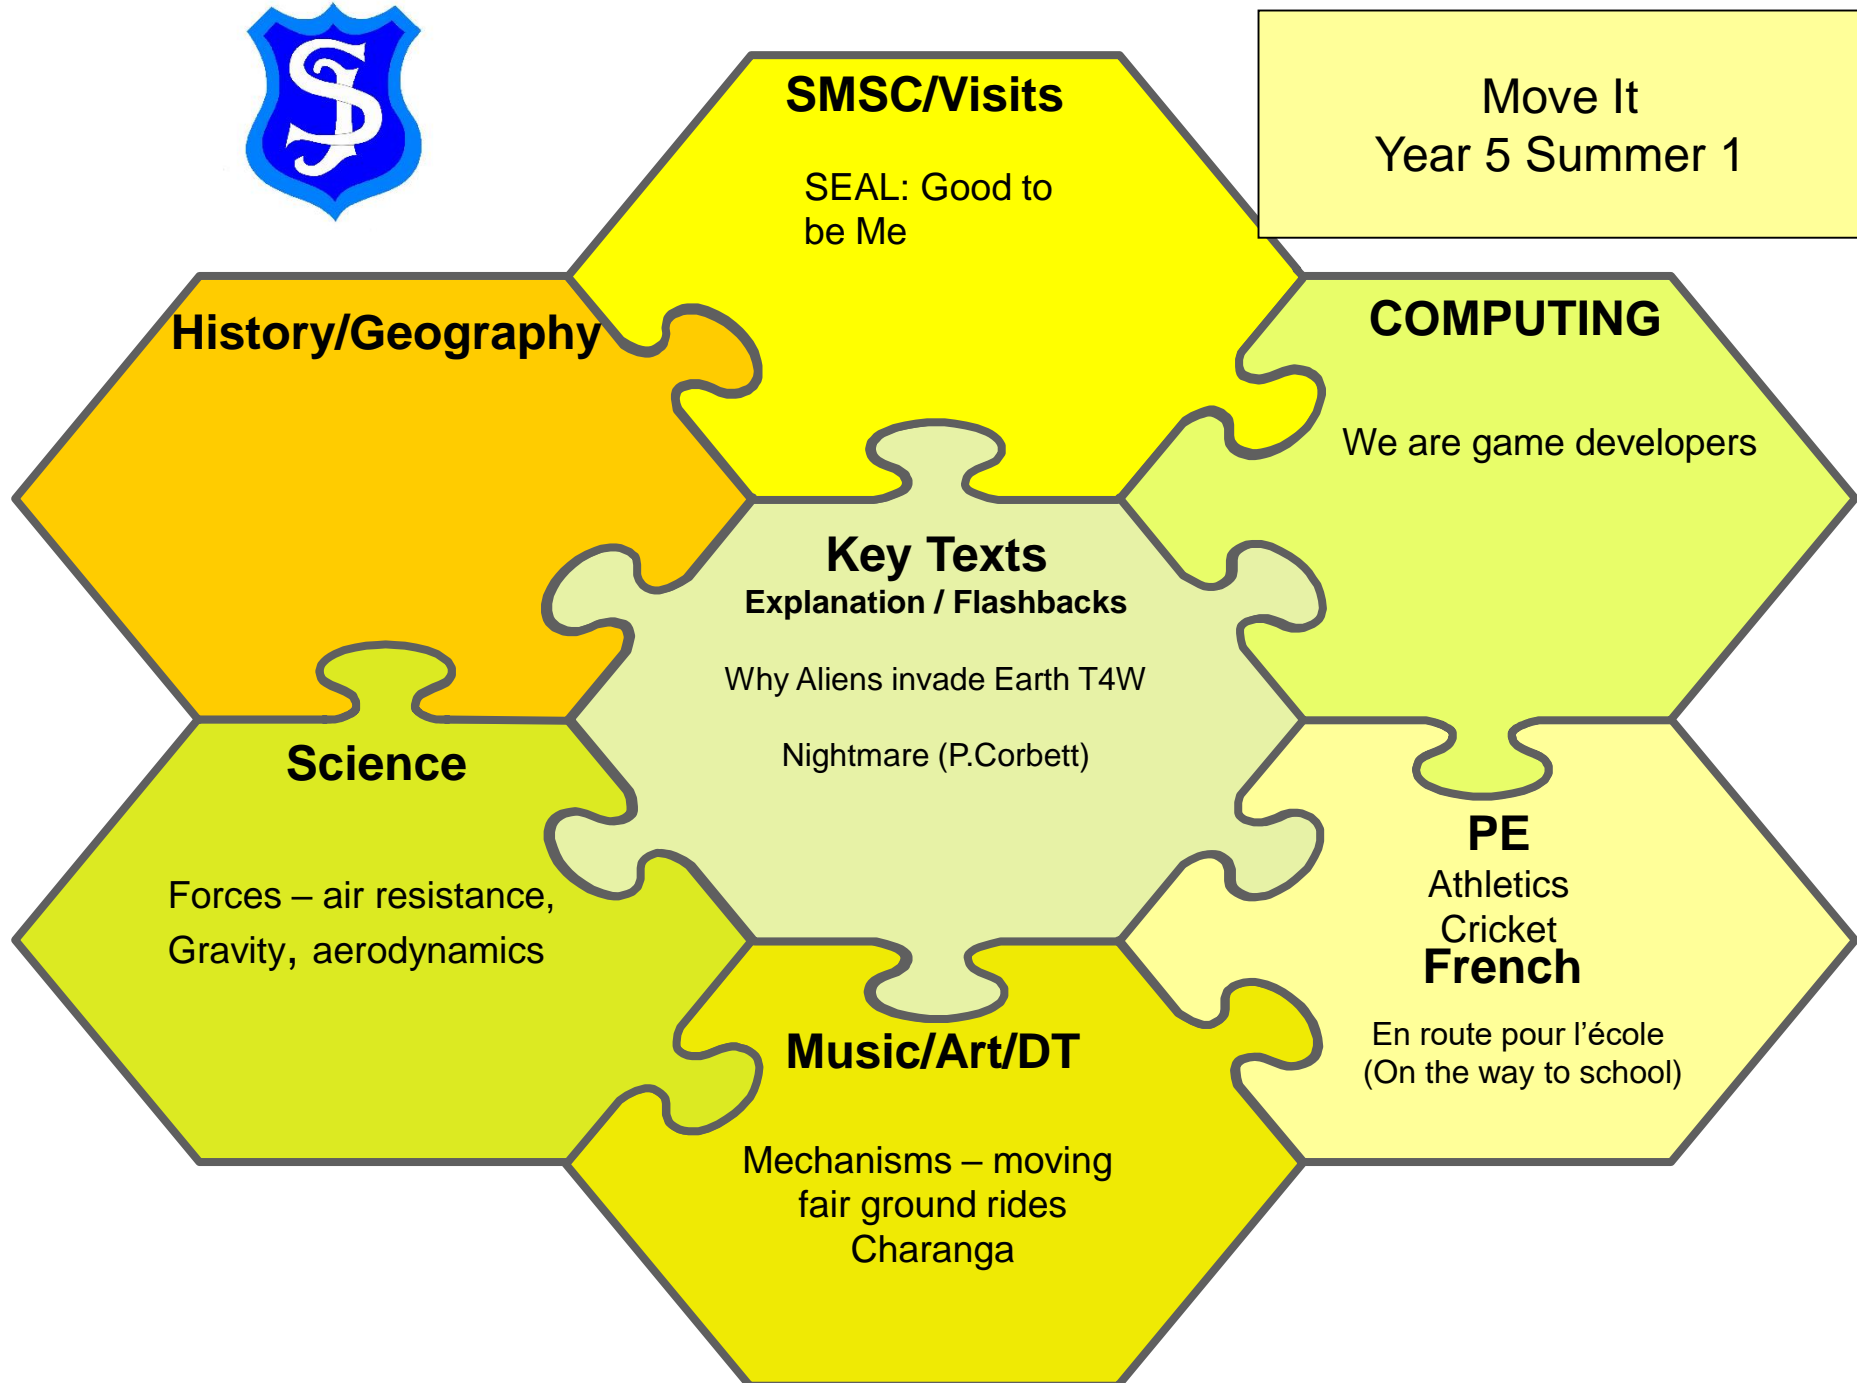 SJ
Move It
Year 5 Summer 1
SMSC/Visits
SEAL: Good to
be Me
History/Geography
COMPUTING
We are game developers
Key Texts
Explanation / Flashbacks
Why Aliens invade Earth T4W
Nightmare (P.Corbett)
Science
Forces – air resistance,
Gravity, aerodynamics
PE
Athletics
Cricket
French
En route pour l’école
(On the way to school)
Music/Art/DT
Mechanisms – moving
fair ground rides
Charanga